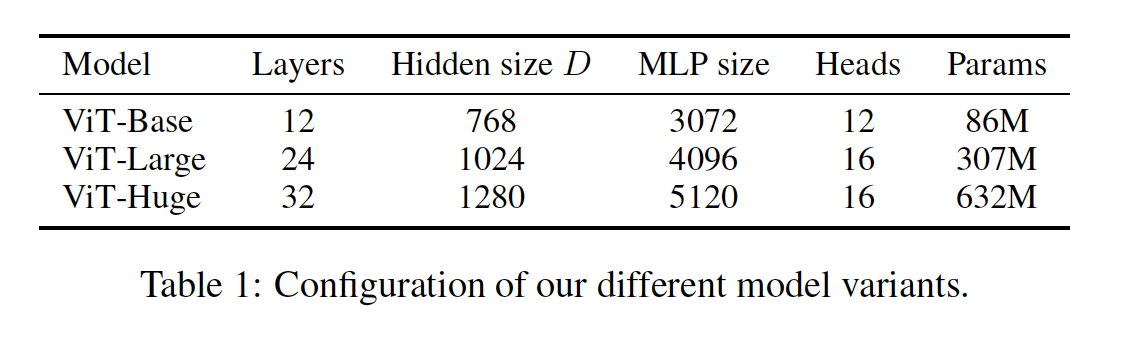 Model Layers Hidden size D MLP size Heads Params
ViT-Base 12 768 3072 12 86M
ViT-Large 24 1024 4096 16 307M
ViT-Huge 32 1280 5120 16 632M
Table 1: Configuration of our different model variants.